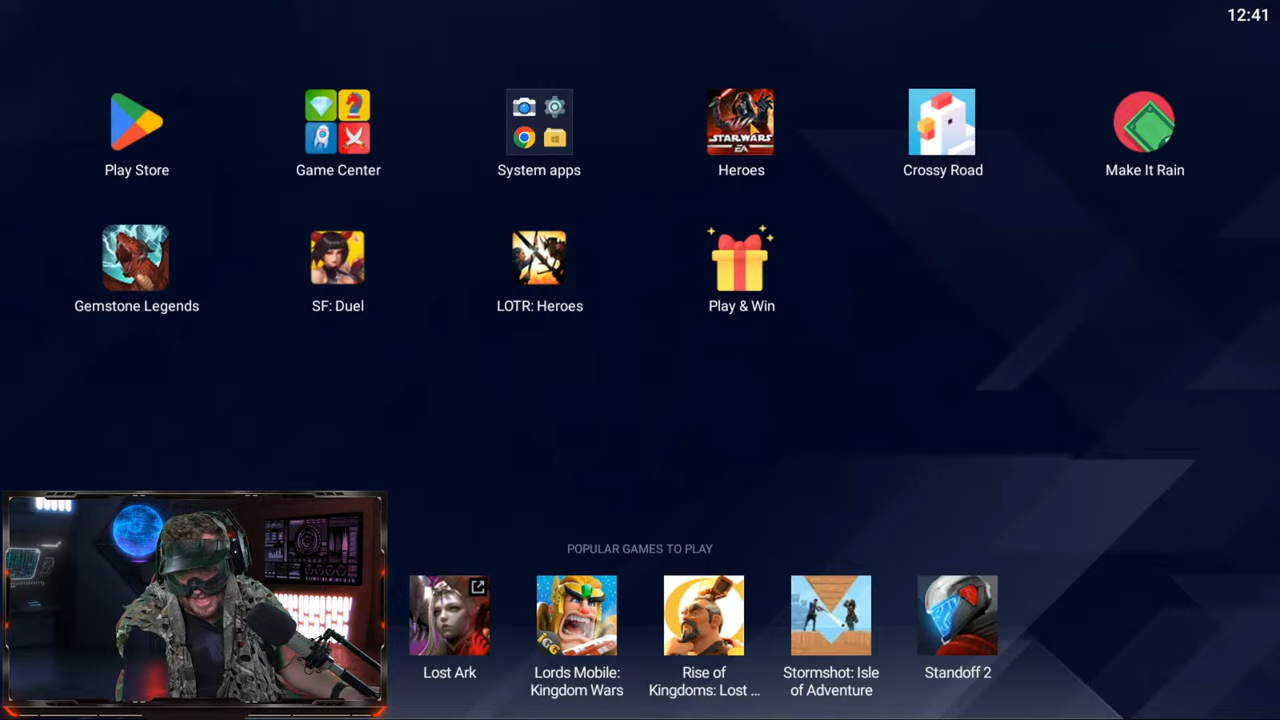 12:41
Play Store
Game Center
System apps
STAR WARS
EA
Heroes
Crossy Road
Make It Rain
Gemstone Legends
SF: Duel
LOTR: Heroes
Play & Win
POPULAR GAMES TO PLAY
Lost Ark
IGG
Lords Mobile:
Kingdom Wars
Rise of
Kingdoms: Lost ...
Stormshot: Isle
of Adventure
Standoff 2